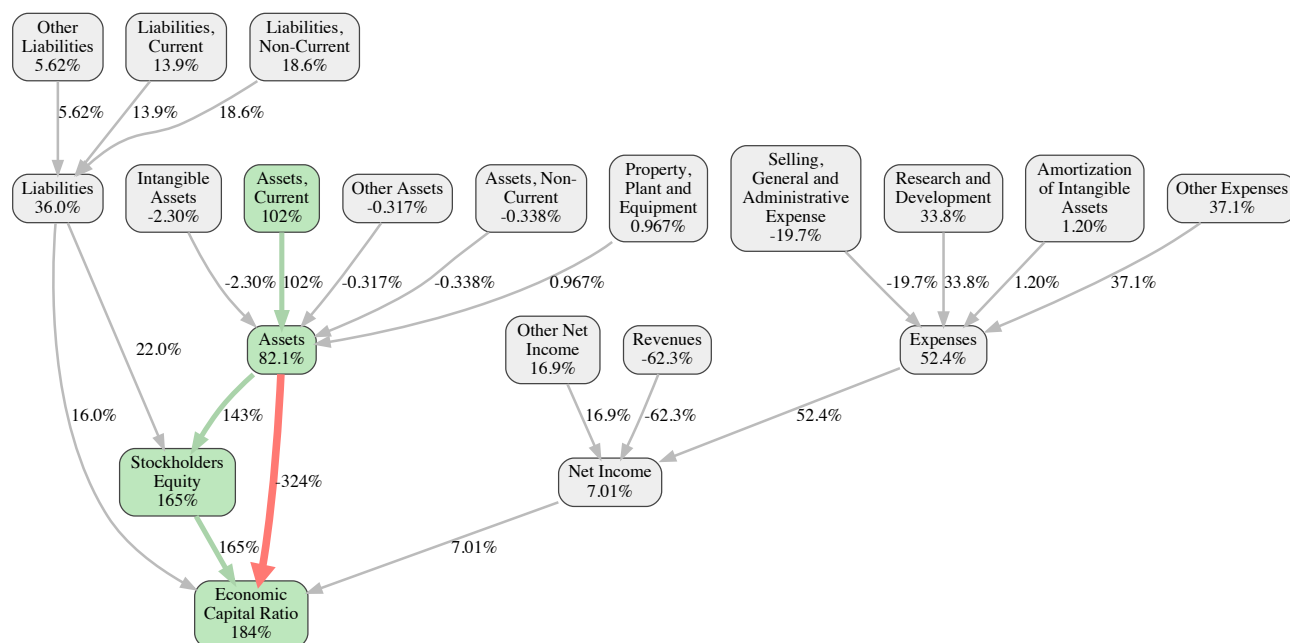 Other
Liabilities
5.62%
Liabilities,
Current
13.9%
Liabilities,
Non-Current
18.6%
5.62%
13.9%
18.6%
Liabilities
36.0%
Intangible
Assets
-2.30%
Assets,
Current
102%
Other Assets
-0.317%
Assets, Non-
Current
-0.338%
Property,
Plant and
Equipment
0.967%
Selling,
General and
Administrative
Expense
-19.7%
Research and
Development
33.8%
Amortization
of Intangible
Assets
1.20%
Other Expenses
37.1%
-2.30%
102%
-0.317%
-0.338%
0.967%
-19.7%
33.8%
1.20%
37.1%
Assets
82.1%
Other Net
Income
16.9%
Revenues
-62.3%
Expenses
52.4%
22.0%
16.0%
143%
-324%
16.9%
-62.3%
52.4%
Stockholders
Equity
165%
Net Income
7.01%
165%
7.01%
Economic
Capital Ratio
184%